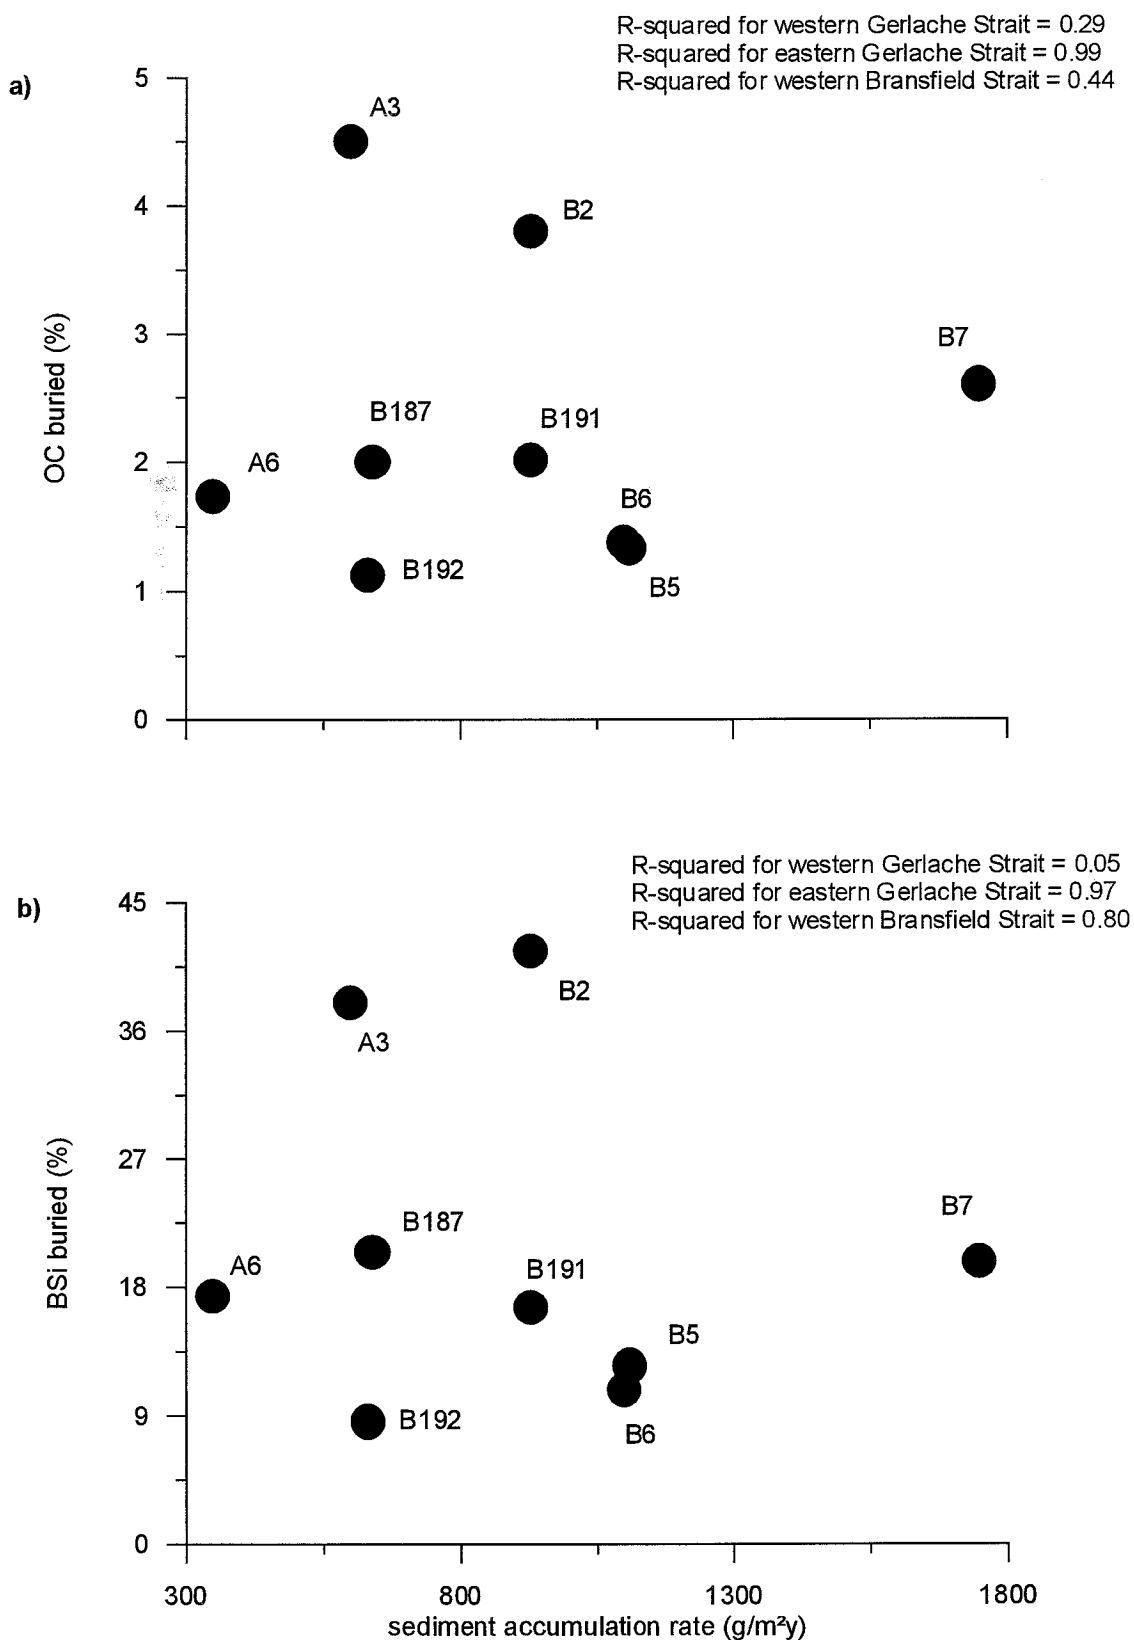 R-squared for western Gerlache Strait = 0.29
R-squared for eastern Gerlache Strait = 0.99
R-squared for western Bransfield Strait = 0.44
a)
5
A3
4
B2
3
B7
OC buried (%)
B187
B191
2
A6
B6
B192
1
B5
0
R-squared for western Gerlache Strait = 0.05
R-squared for eastern Gerlache Strait = 0.97
R-squared for western Bransfield Strait = 0.80
b)
45
B2
36
A3
27
BSi buried (%)
B187
B7
A6
B191
18
B5
9
B192
B6
0
300 800 1300 1800
sediment accumulation rate (g/m²y)